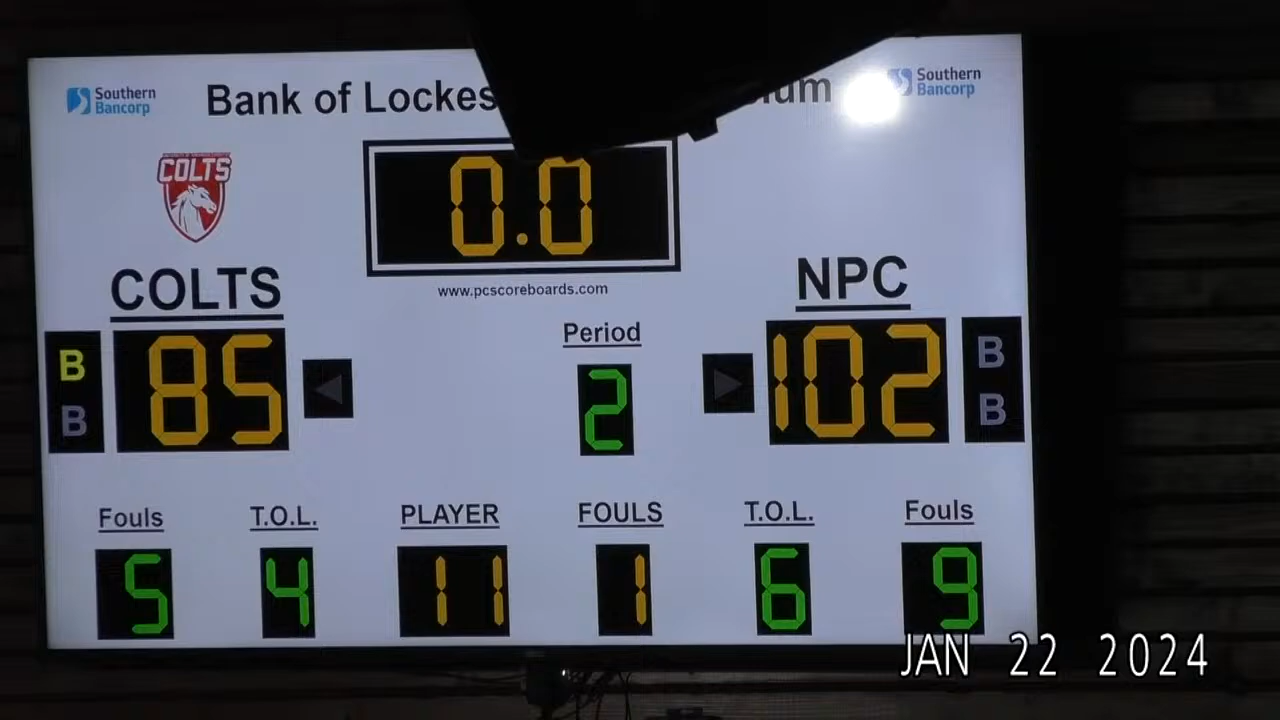 Southern
Bancorp
Bank of Lockes
Southern
Bancorp
COLTS
0.0
www.pcscoreboards.com
COLTS
NPC
Period
B
B
85
2
102
B
B
Fouls
T.O.L.
PLAYER
FOULS
T.O.L.
Fouls
5
4
11
1
6
9
JAN 22 2024